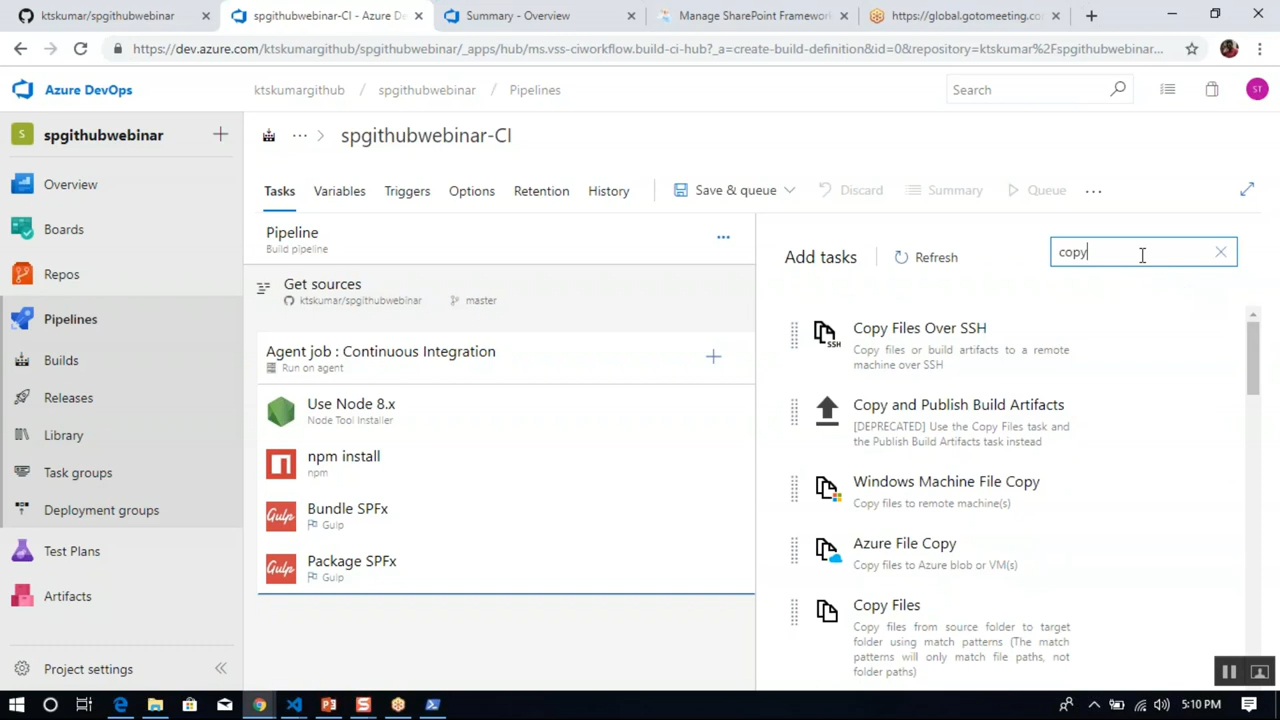 ktskumar/spgithubwebinar
spgithubwebinar-CI - Azure De
Summary - Overview
Manage SharePoint Framework
https://global.gotomeeting.com
https://dev.azure.com/ktskumargithub/spgithubwebinar/_apps/hub/ms.vss-ciworkflow.build-ci-hub?_a=create-build-definition&id=0&repository=ktskumar%2Fspgithubwebinar...
Azure DevOps
ktskumargithub / spgithubwebinar / Pipelines
Search
ST
S
spgithubwebinar
... > spgithubwebinar-CI
Overview
Boards
Repos
Pipelines
Builds
Releases
Library
Task groups
Deployment groups
Test Plans
Artifacts
Project settings
Tasks
Variables
Triggers
Options
Retention
History
Save & queue
Discard
Summary
Queue
...
Pipeline
Build pipeline
...
Get sources
ktskumar/spgithubwebinar
master
Agent job : Continuous Integration
Run on agent
Use Node 8.x
Node Tool Installer
npm install
npm
Bundle SPFx
Gulp
Package SPFx
Gulp
Add tasks
Refresh
copy
Copy Files Over SSH
Copy files or build artifacts to a remote
machine over SSH
Copy and Publish Build Artifacts
[DEPRECATED] Use the Copy Files task and
the Publish Build Artifacts task instead
Windows Machine File Copy
Copy files to remote machine(s)
Azure File Copy
Copy files to Azure blob or VM(s)
Copy Files
Copy files from source folder to target
folder using match patterns (The match
patterns will only match file paths, not
folder paths)
5:10 PM